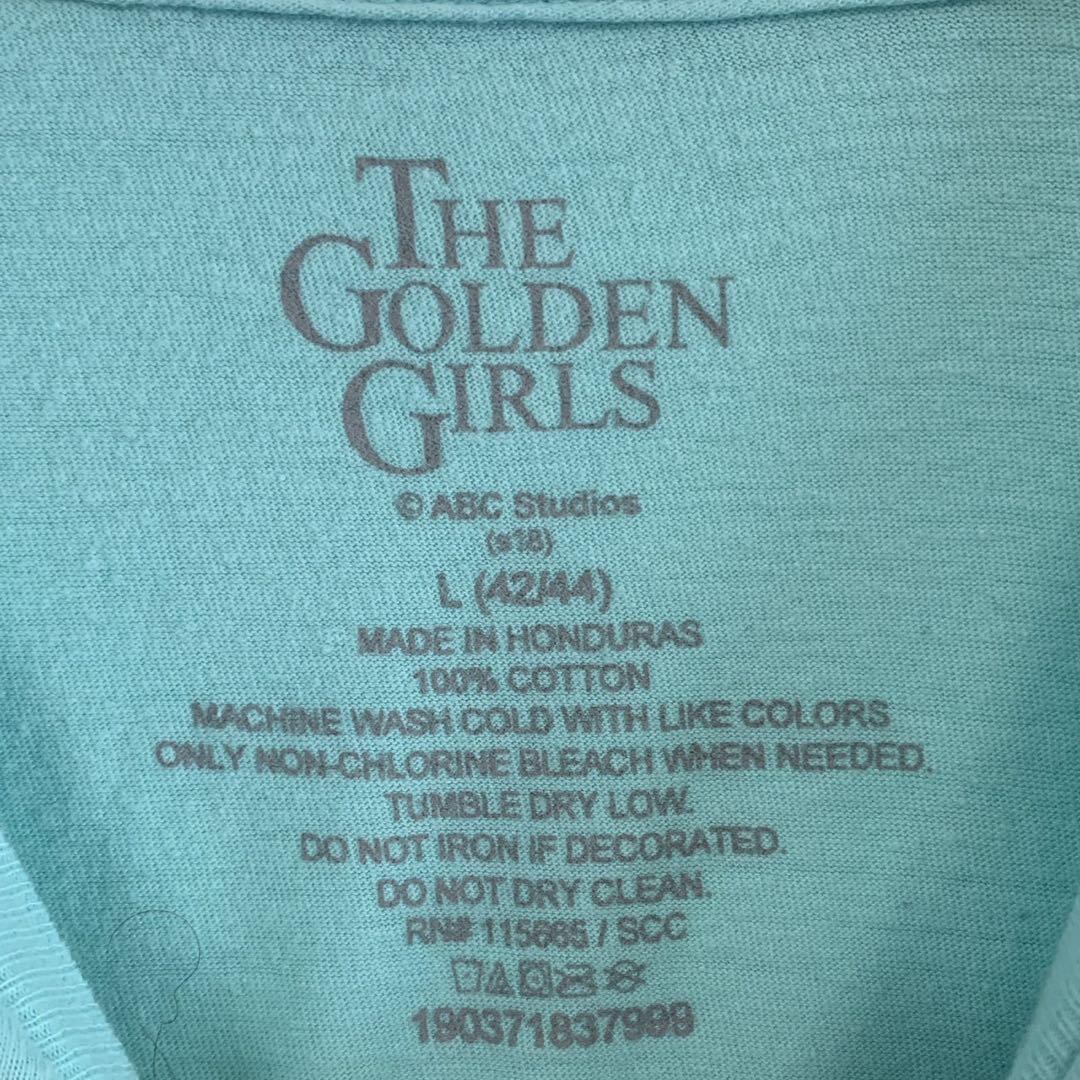 THE
GOLDEN
GIRLS
© ABC Studios
(s18)
L (42/44)
MADE IN HONDURAS
100% COTTON
MACHINE WASH COLD WITH LIKE COLORS
ONLY NON-CHLORINE BLEACH WHEN NEEDED.
TUMBLE DRY LOW.
DO NOT IRON IF DECORATED.
DO NOT DRY CLEAN.
RN# 115665 / SCC
190371837999